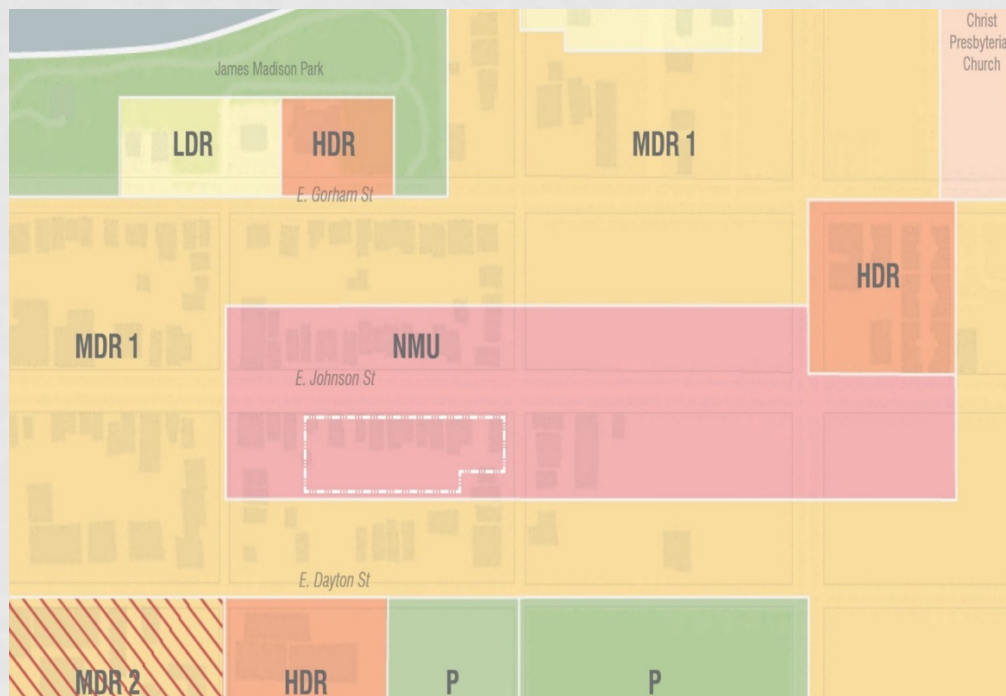 Christ
Presbyteria
Church
James Madison Park
LDR
HDR
MDR 1
E. Gorham St
HDR
MDR 1
NMU
E. Johnson St
E. Dayton St
MDR 2
HDR
P
P